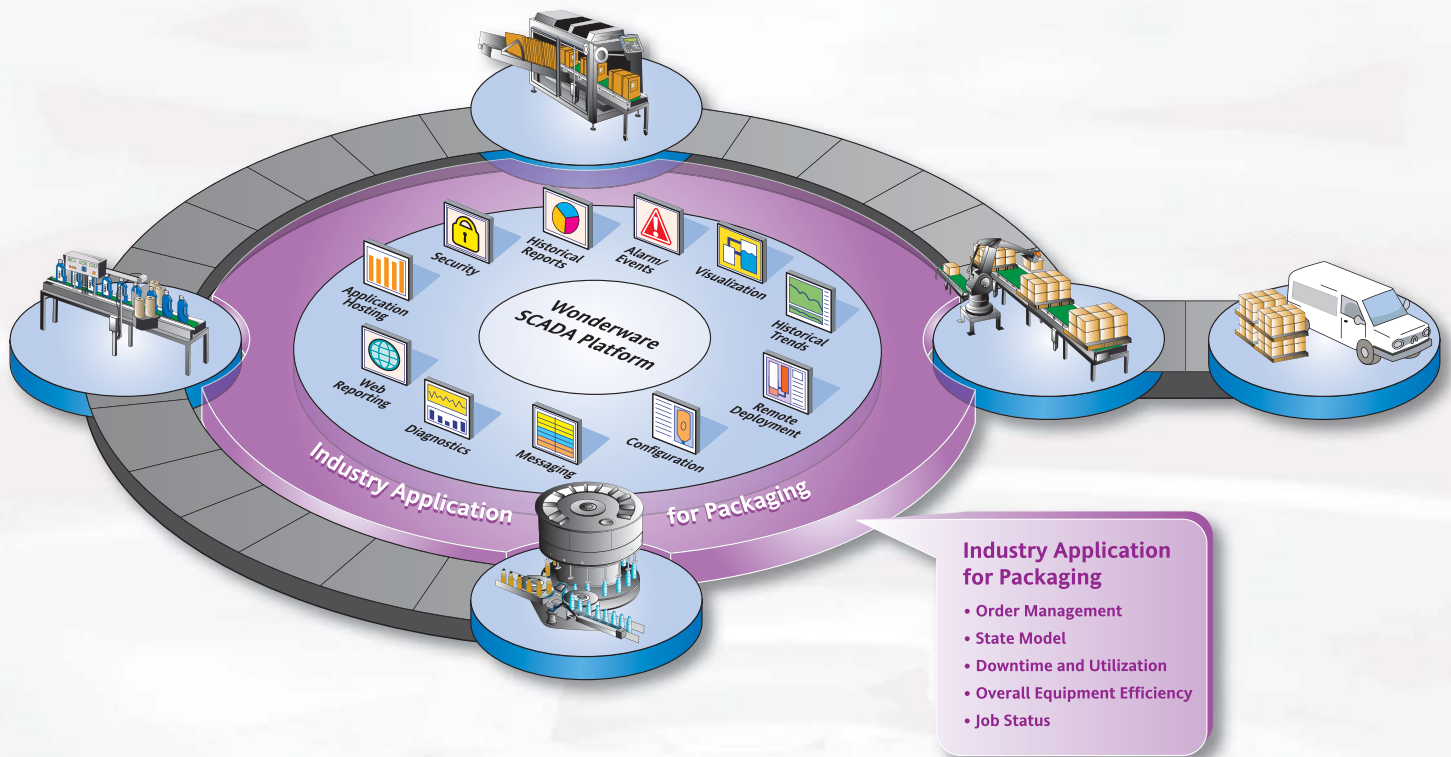 Security
Historical
Reports
Alarm/
Events
Visualization
Application
Hosting
Wonderware
SCADA Platform
Historical
Trends
Web
Reporting
Diagnostics
Messaging
Configuration
Remote
Deployment
Industry Application for Packaging
Industry Application
for Packaging
• Order Management
• State Model
• Downtime and Utilization
• Overall Equipment Efficiency
• Job Status